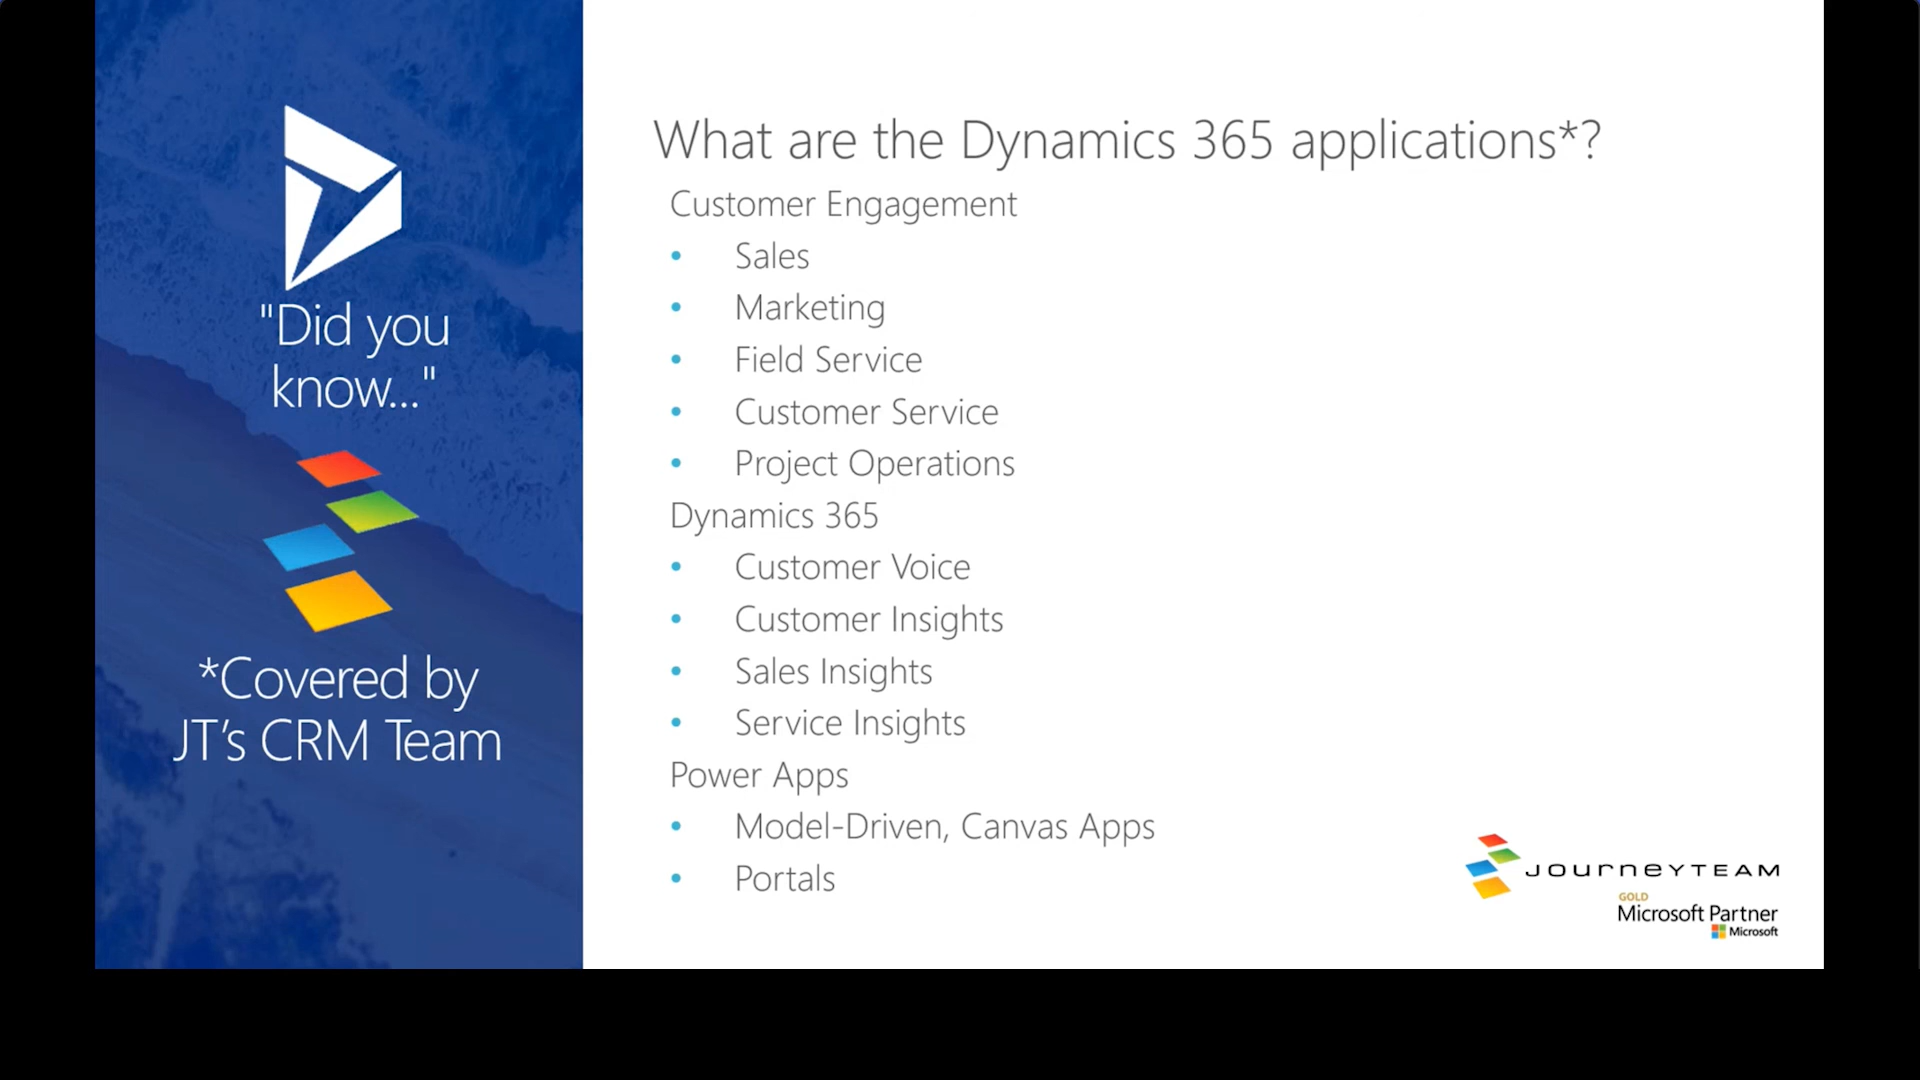 "Did you
know..."
*Covered by
JT's CRM Team
What are the Dynamics 365 applications*?
Customer Engagement
• Sales
• Marketing
• Field Service
• Customer Service
• Project Operations
Dynamics 365
• Customer Voice
• Customer Insights
• Sales Insights
• Service Insights
Power Apps
• Model-Driven, Canvas Apps
• Portals
JOURNEYTEAM
GOLD
Microsoft Partner
Microsoft